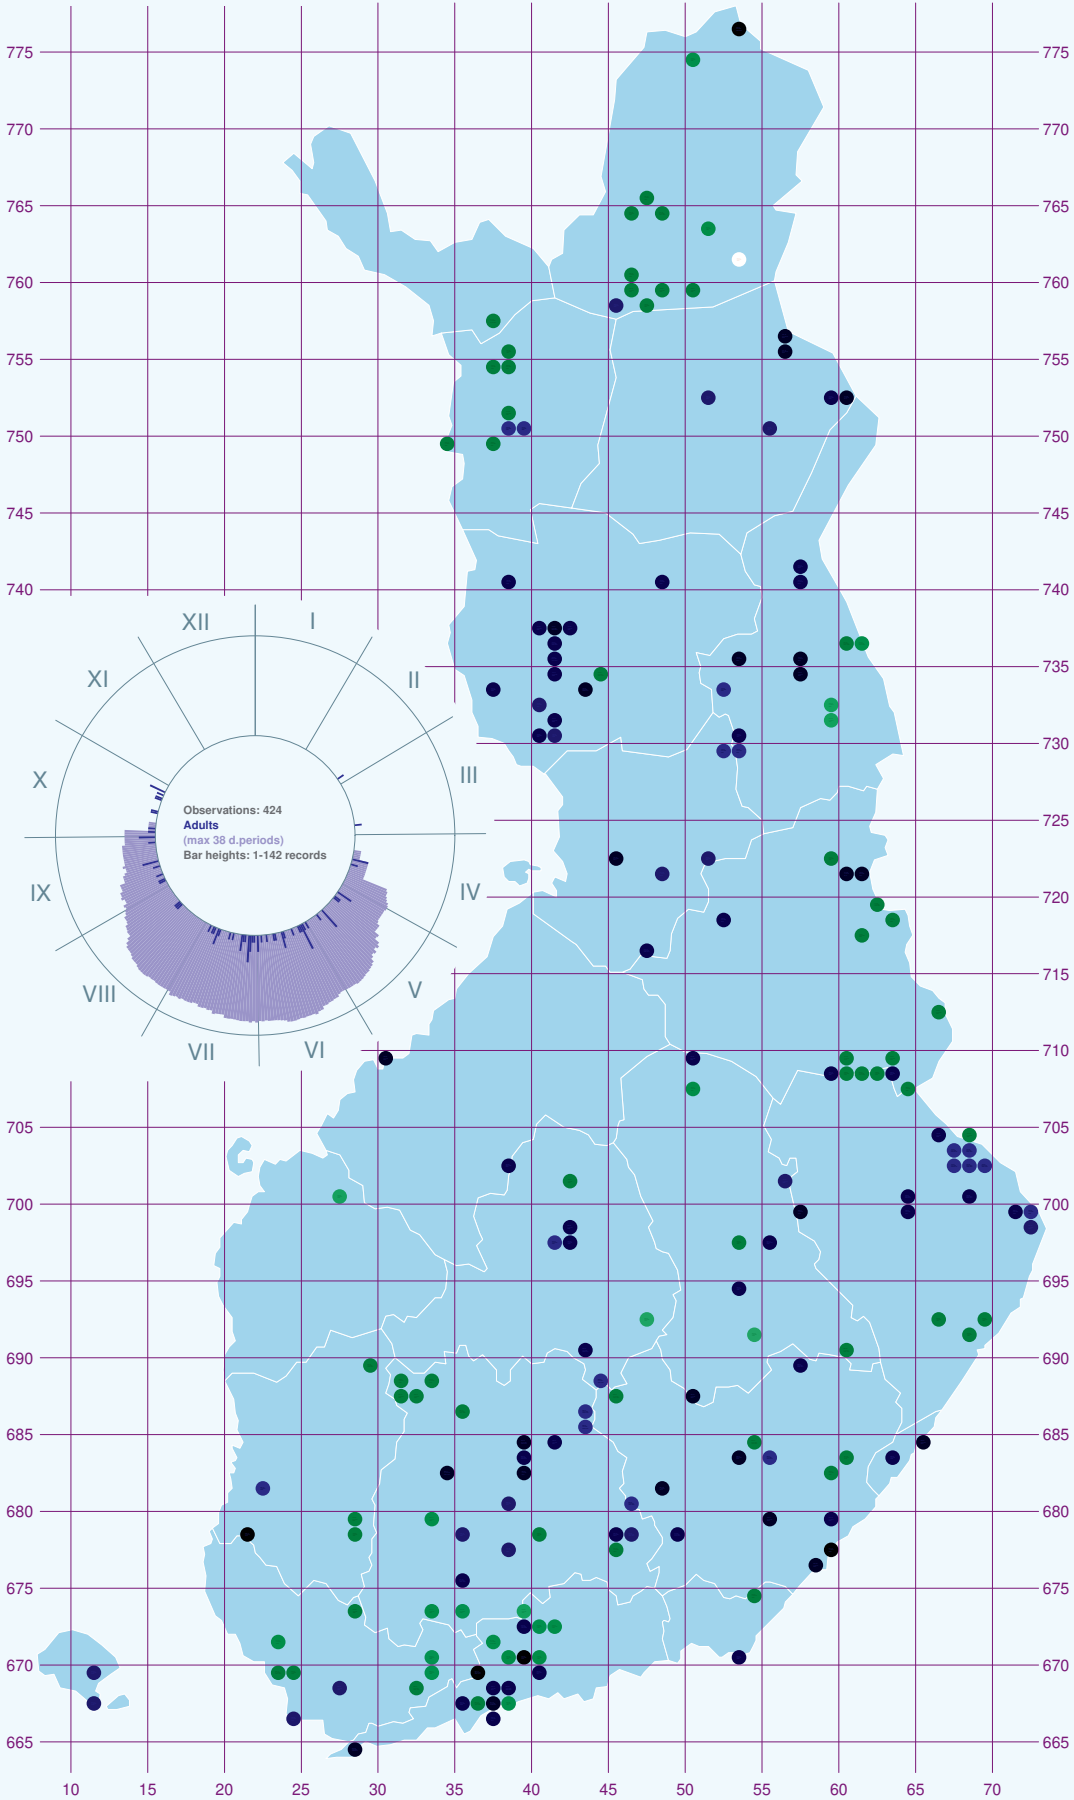 775 775
770 770
765 765
760 760
755 755
750 750
745 745
740 740
XII I
XI II
735 735
730 730
X III
725 725
Observations: 424
Adults
(max 38 d.periods)
Bar heights: 1-142 records
IX IV
720 720
VIII V
715 715
VII VI
710 710
705 705
700 700
695 695
690 690
685 685
680 680
675 675
670 670
665 665
10 15 20 25 30 35 40 45 50 55 60 65 70